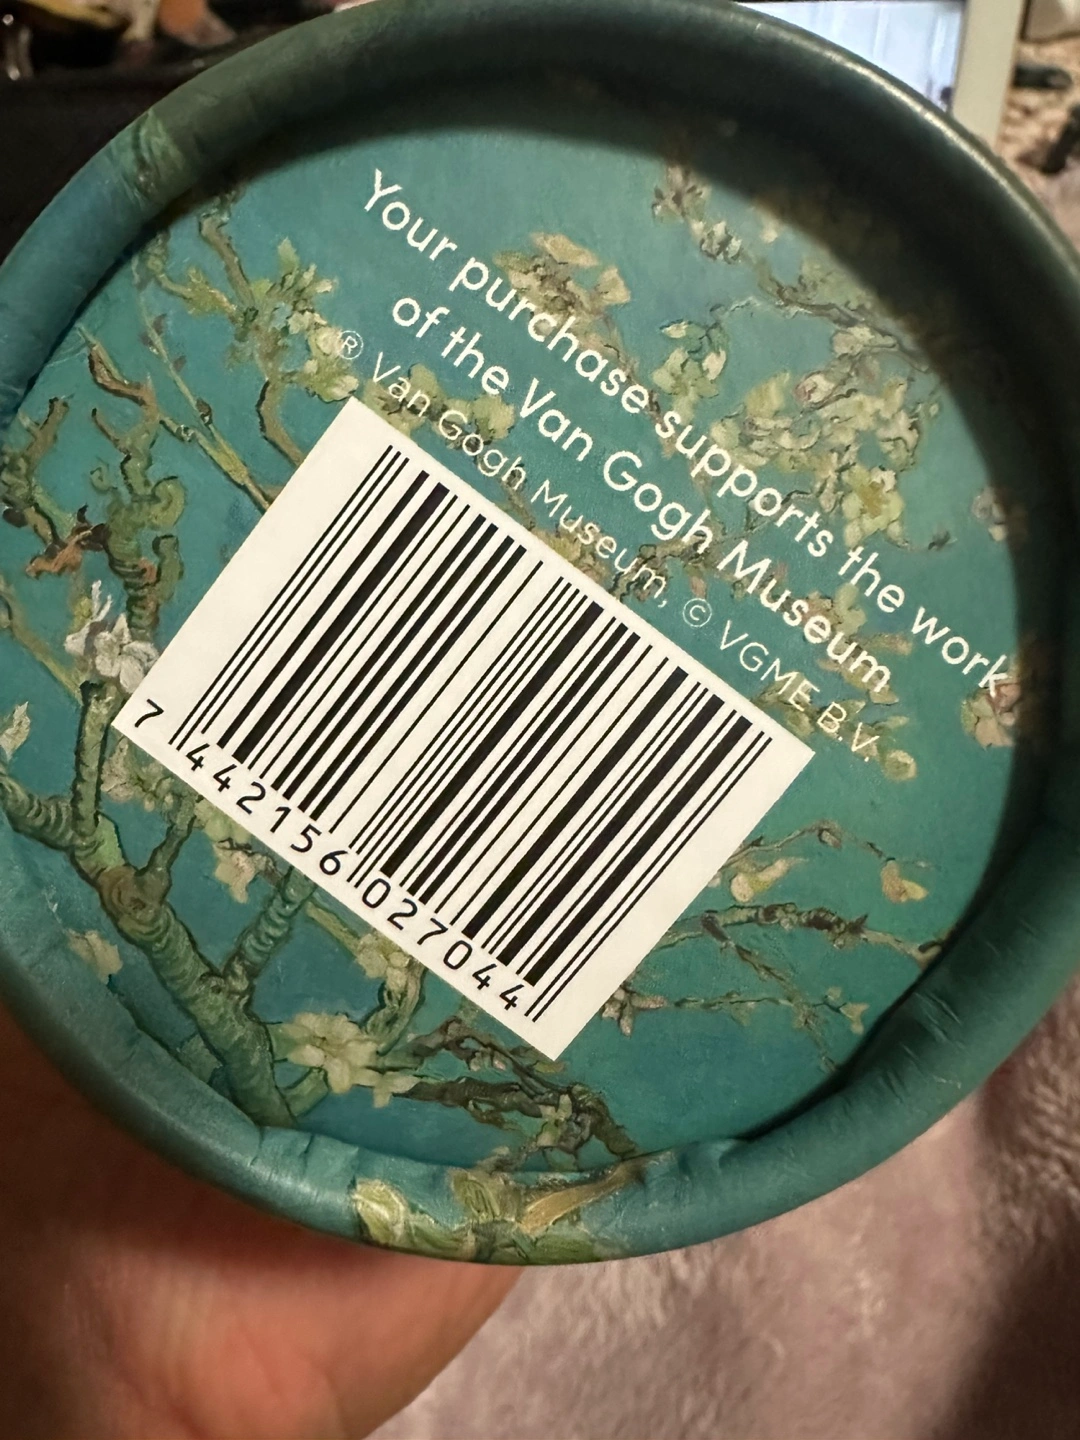 Your purchase supports the work
of the Van Gogh Museum
® Van Gogh Museum, © VGME B.V.
7 442156 027044